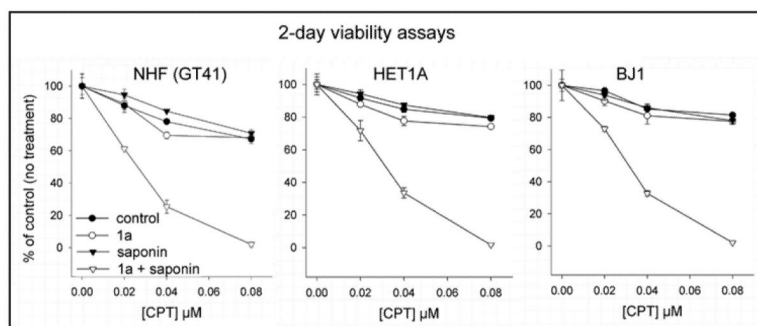 2-day viability assays
NHF (GT41)
HET1A
BJ1
% of control (no treatment)
100
80
60
40
20
0
control
1a
saponin
1a + saponin
0.00 0.02 0.04 0.06 0.08
[CPT] µM
100
80
60
40
20
0
0.00 0.02 0.04 0.06 0.08
[CPT] µM
100
80
60
40
20
0
0.00 0.02 0.04 0.06 0.08
[CPT] µM